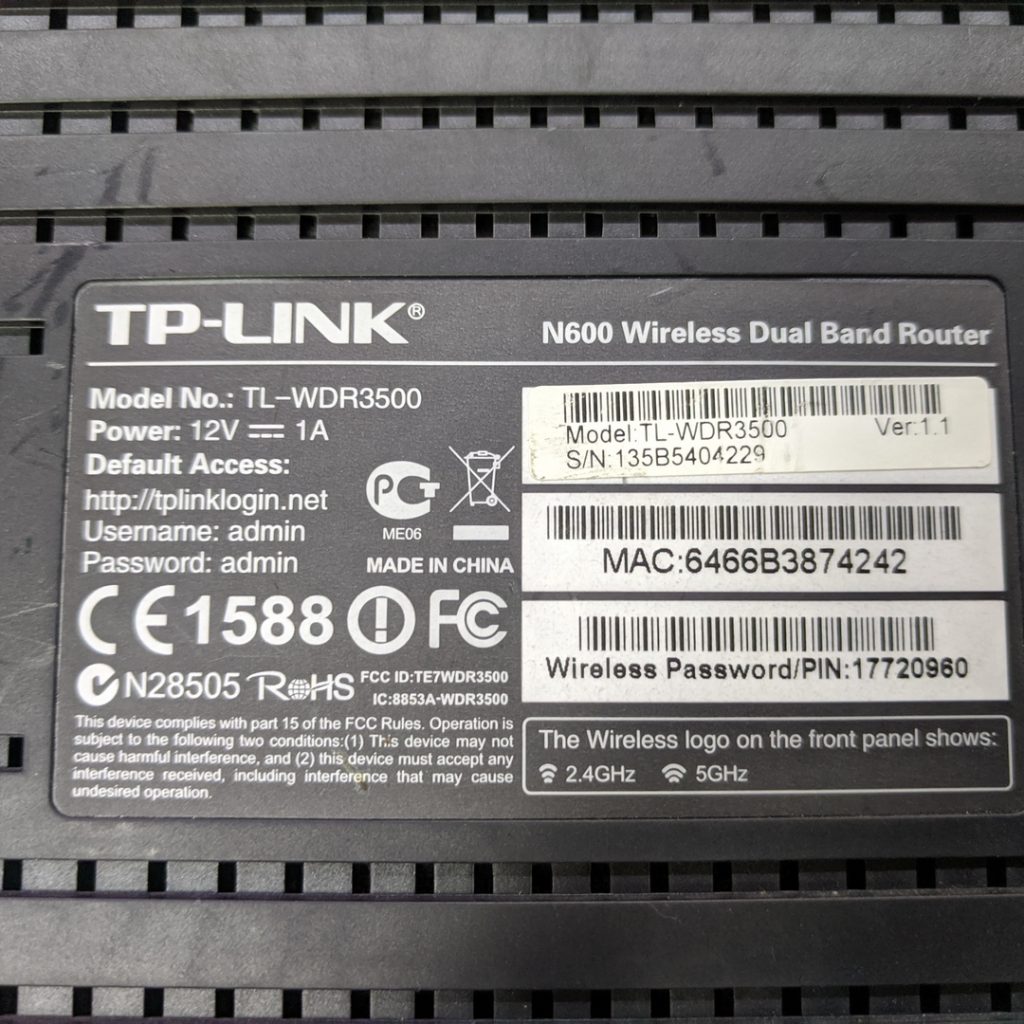 TP-LINK®
N600 Wireless Dual Band Router
Model No.: TL-WDR3500
Power: 12V ⎓ 1A
Default Access:
http://tplinklogin.net
Username: admin
Password: admin
PCT
ME06
MADE IN CHINA
CE 1588 FC
N28505 RoHS
FCC ID:TE7WDR3500
IC:8853A-WDR3500
This device complies with part 15 of the FCC Rules. Operation is
subject to the following two conditions:(1) This device may not
cause harmful interference, and (2) this device must accept any
interference received, including interference that may cause
undesired operation.
Model:TL-WDR3500 Ver:1.1
S/N:135B5404229
MAC:6466B3874242
Wireless Password/PIN:17720960
The Wireless logo on the front panel shows:
2.4GHz 5GHz